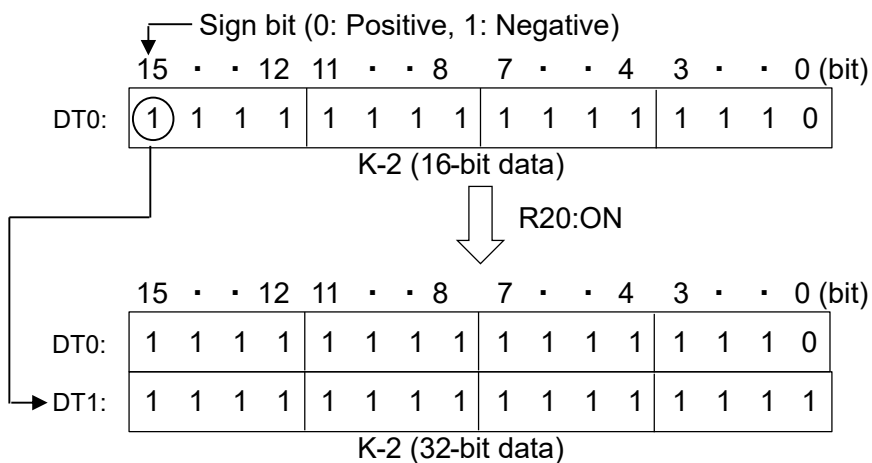 Sign bit (0: Positive, 1: Negative)
15 · · 12 11 · · 8 7 · · 4 3 · · 0 (bit)
DT0: 1 1 1 1 1 1 1 1 1 1 1 1 1 1 1 0
K-2 (16-bit data)
R20:ON
15 · · 12 11 · · 8 7 · · 4 3 · · 0 (bit)
DT0: 1 1 1 1 1 1 1 1 1 1 1 1 1 1 1 0
DT1: 1 1 1 1 1 1 1 1 1 1 1 1 1 1 1 1
K-2 (32-bit data)